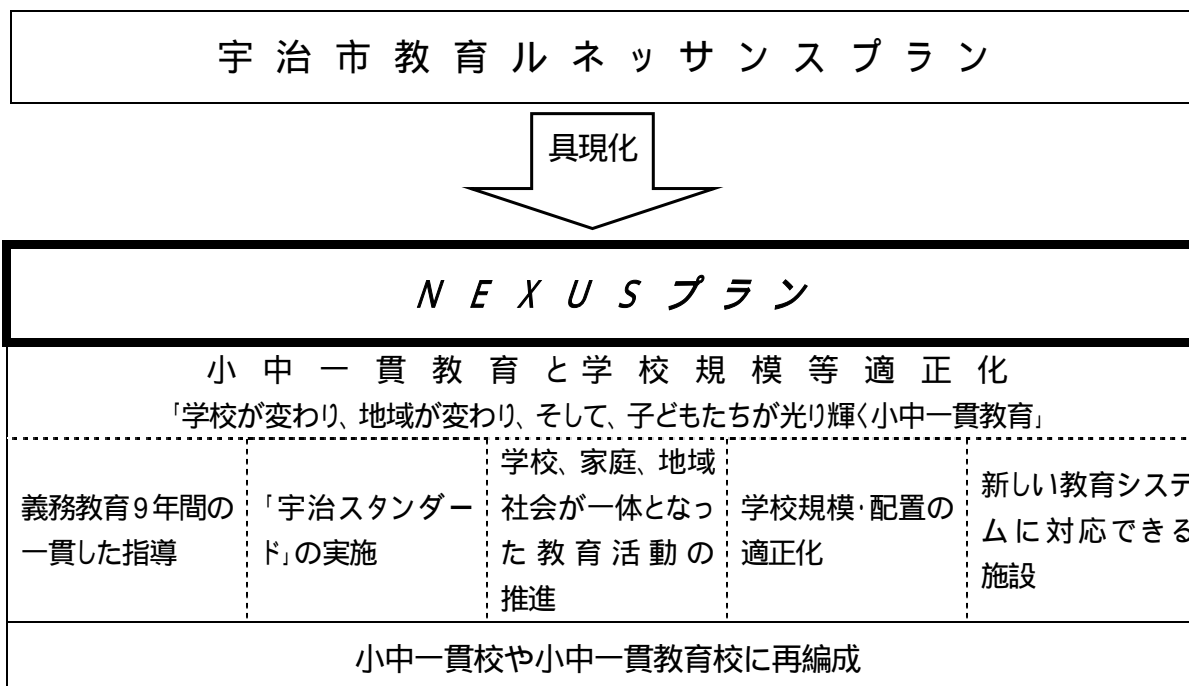 宇治市教育ルネッサンスプラン
具現化
NEXUSプラン
小中一貫教育と学校規模等適正化
「学校が変わり、地域が変わり、そして、子どもたちが光り輝く小中一貫教育」
義務教育9年間の
一貫した指導
「宇治スタンダー
ド」の実施
学校、家庭、地域
社会が一体となっ
た教育活動の
推進
学校規模・配置の
適正化
新しい教育システ
ムに対応できる
施設
小中一貫校や小中一貫教育校に再編成